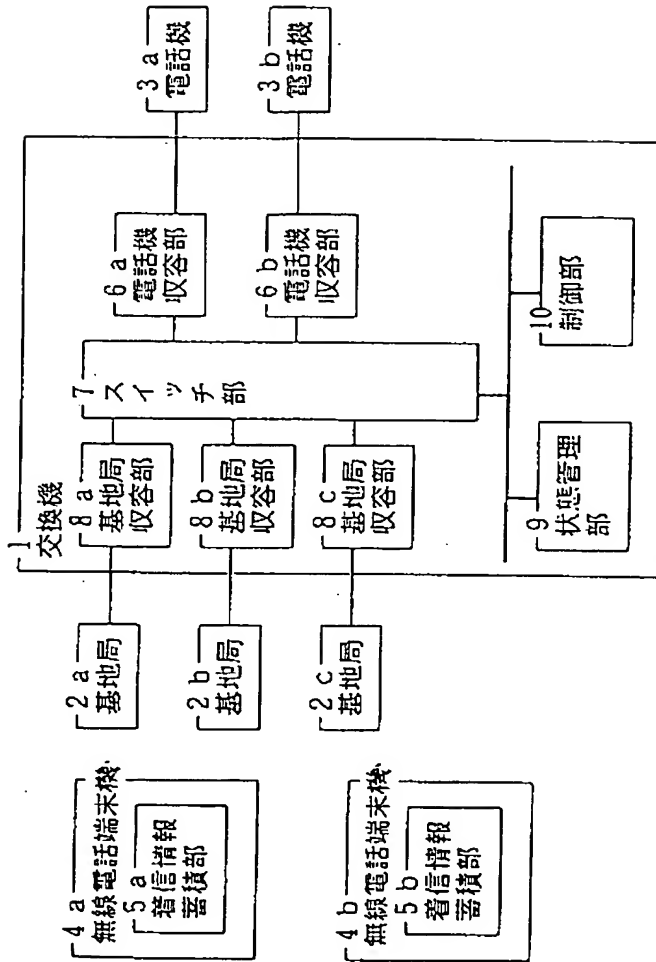 1
交換機
2 a
基地局
2 b
基地局
2 c
基地局
3 a
電話機
3 b
電話機
4 a
無線電話端末機
5 a
着信情報
蓄積部
4 b
無線電話端末機
5 b
着信情報
蓄積部
6 a
電話機
収容部
6 b
電話機
収容部
7
スイッチ
部
8 a
基地局
収容部
8 b
基地局
収容部
8 c
基地局
収容部
9
状態管理
部
10
制御部